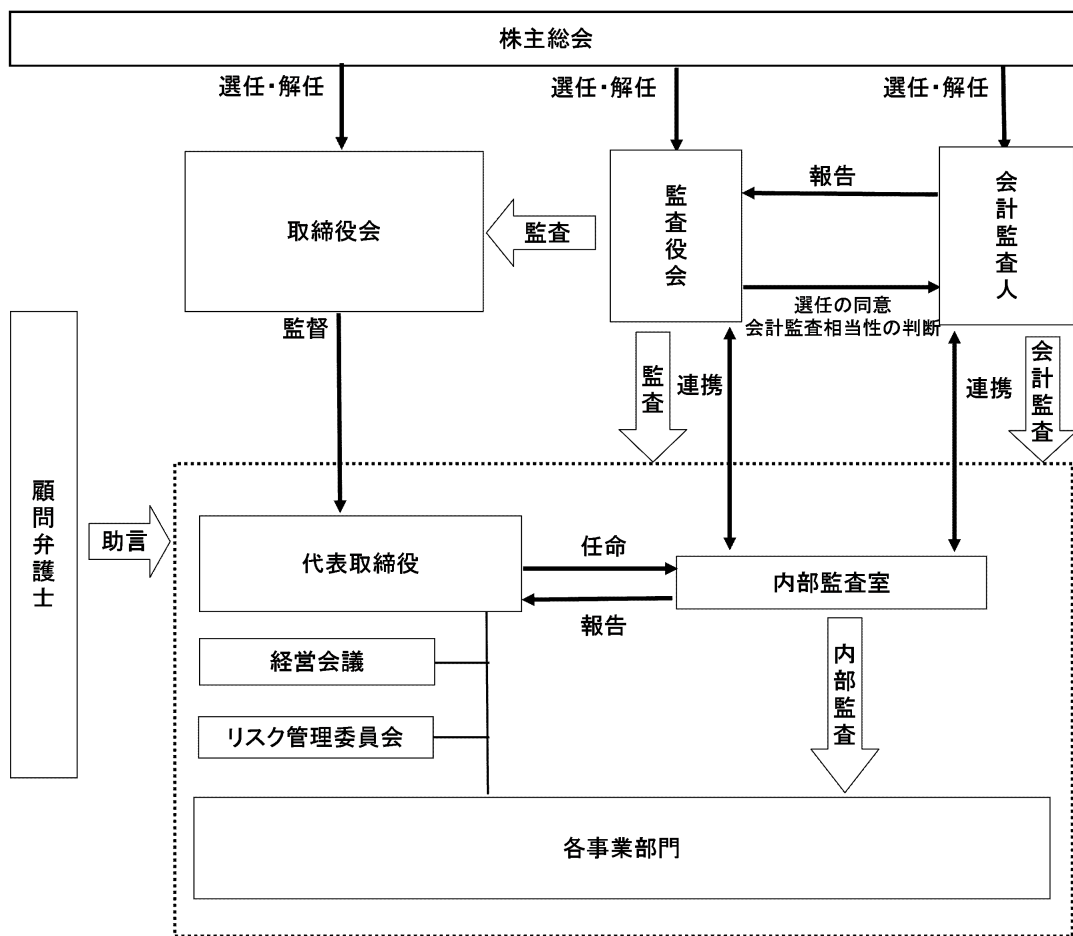 株主総会
選任・解任
選任・解任
選任・解任
取締役会
監査
監査役会
報告
会計監査人
選任の同意
会計監査相当性の判断
監督
監査
連携
連携
会計監査
顧問弁護士
助言
代表取締役
任命
報告
内部監査室
経営会議
リスク管理委員会
内部監査
各事業部門